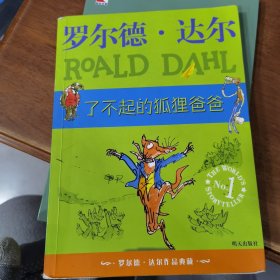 罗尔德·达尔
ROALD DAHL
了不起的狐狸爸爸
THE WORLD'S
No.1
STORYTELLER
明天出版社
·罗尔德·达尔作品典藏·